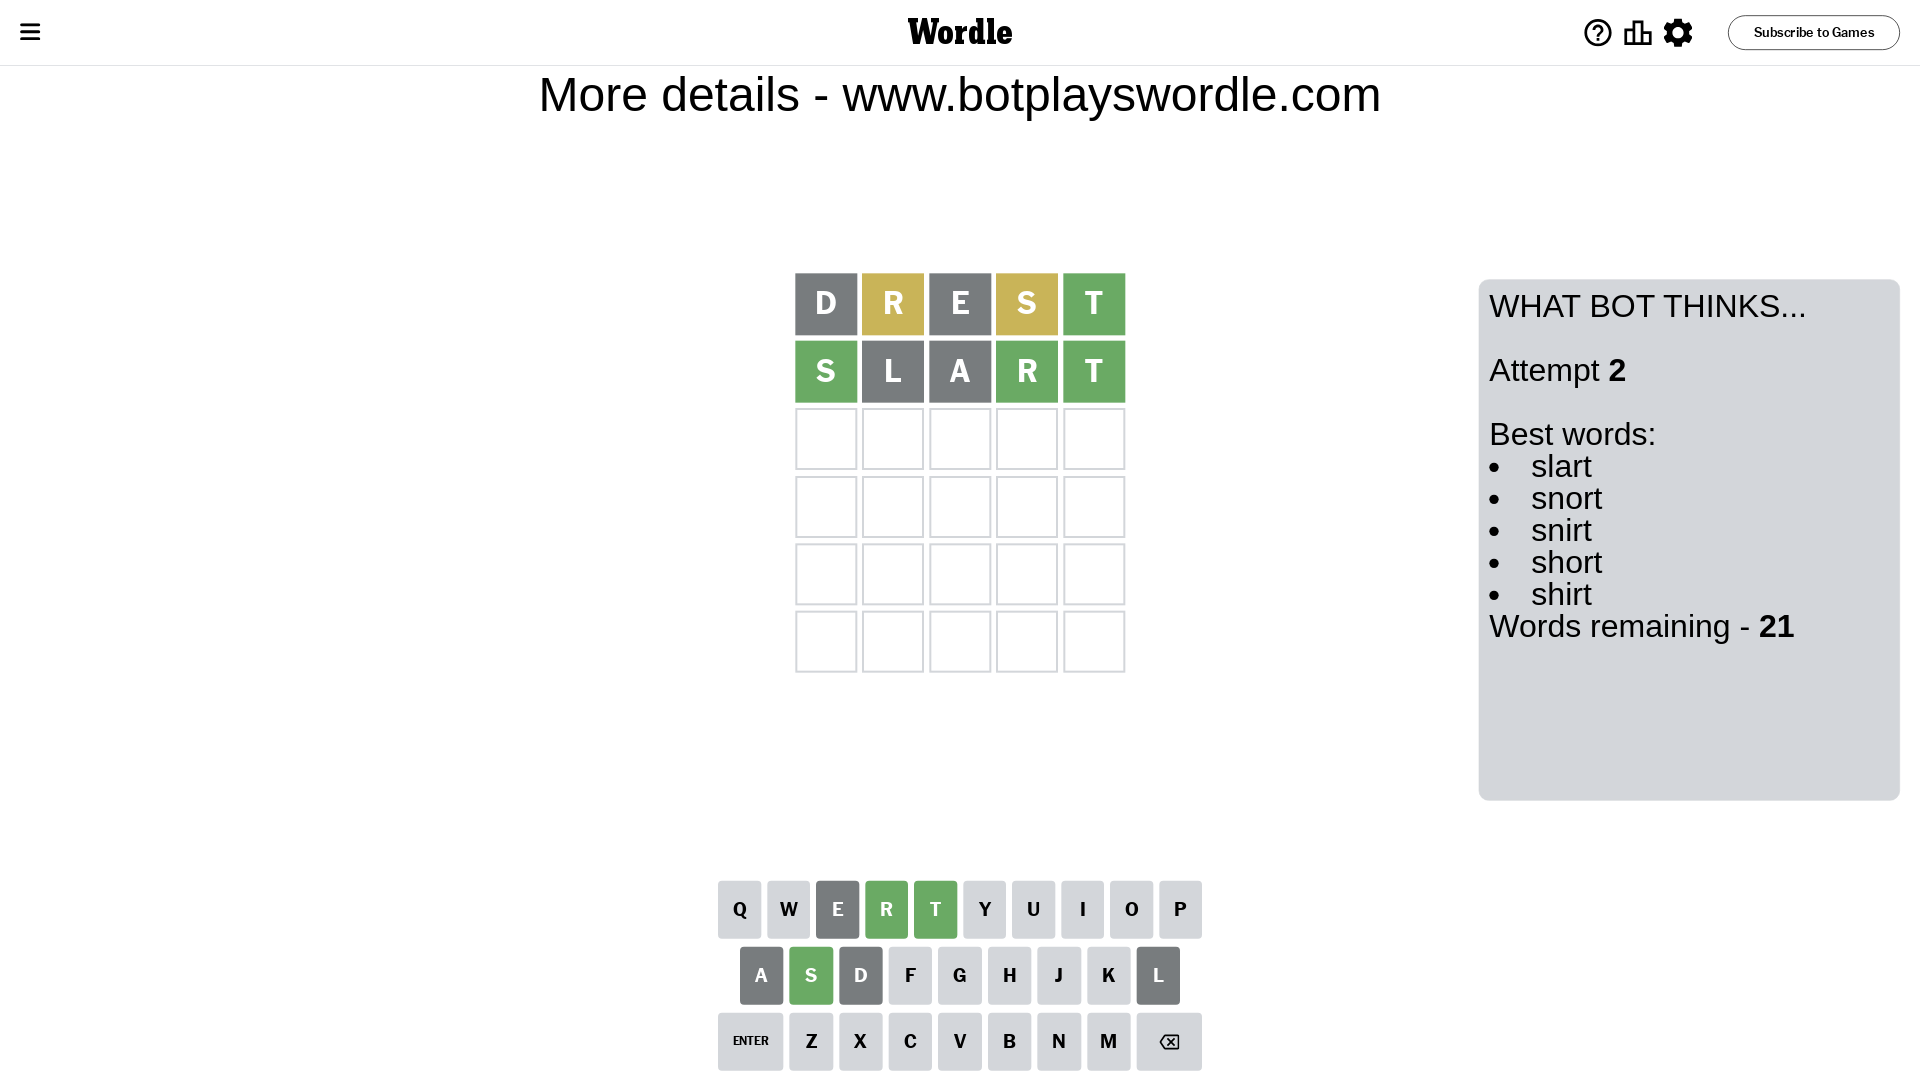 Wordle
Subscribe to Games
More details - www.botplayswordle.com
D R E S T
S L A R T
WHAT BOT THINKS...
Attempt 2
Best words:
• slart
• snort
• snirt
• short
• shirt
Words remaining - 21
Q W E R T Y U I O P
A S D F G H J K L
ENTER Z X C V B N M